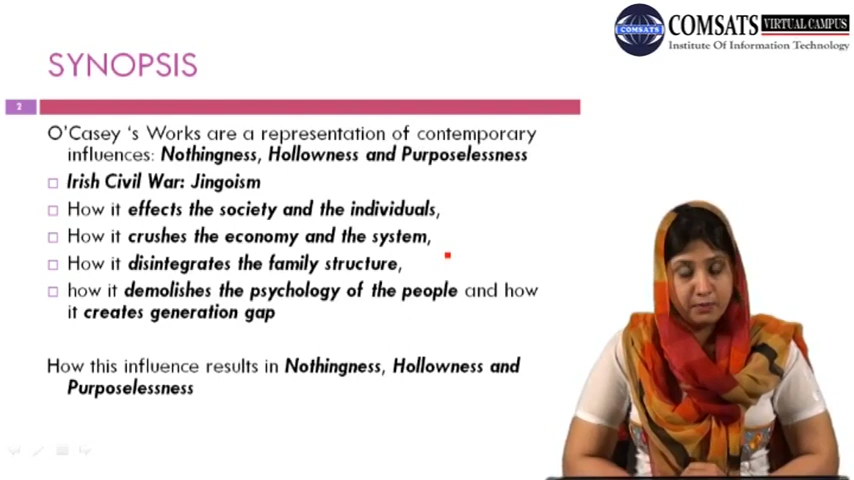 COMSATS
COMSATS VIRTUAL CAMPUS
Institute Of Information Technology
SYNOPSIS
2
O'Casey 's Works are a representation of contemporary
influences: Nothingness, Hollowness and Purposelessness
Irish Civil War: Jingoism
How it effects the society and the individuals,
How it crushes the economy and the system,
How it disintegrates the family structure,
how it demolishes the psychology of the people and how
it creates generation gap
How this influence results in Nothingness, Hollowness and
Purposelessness